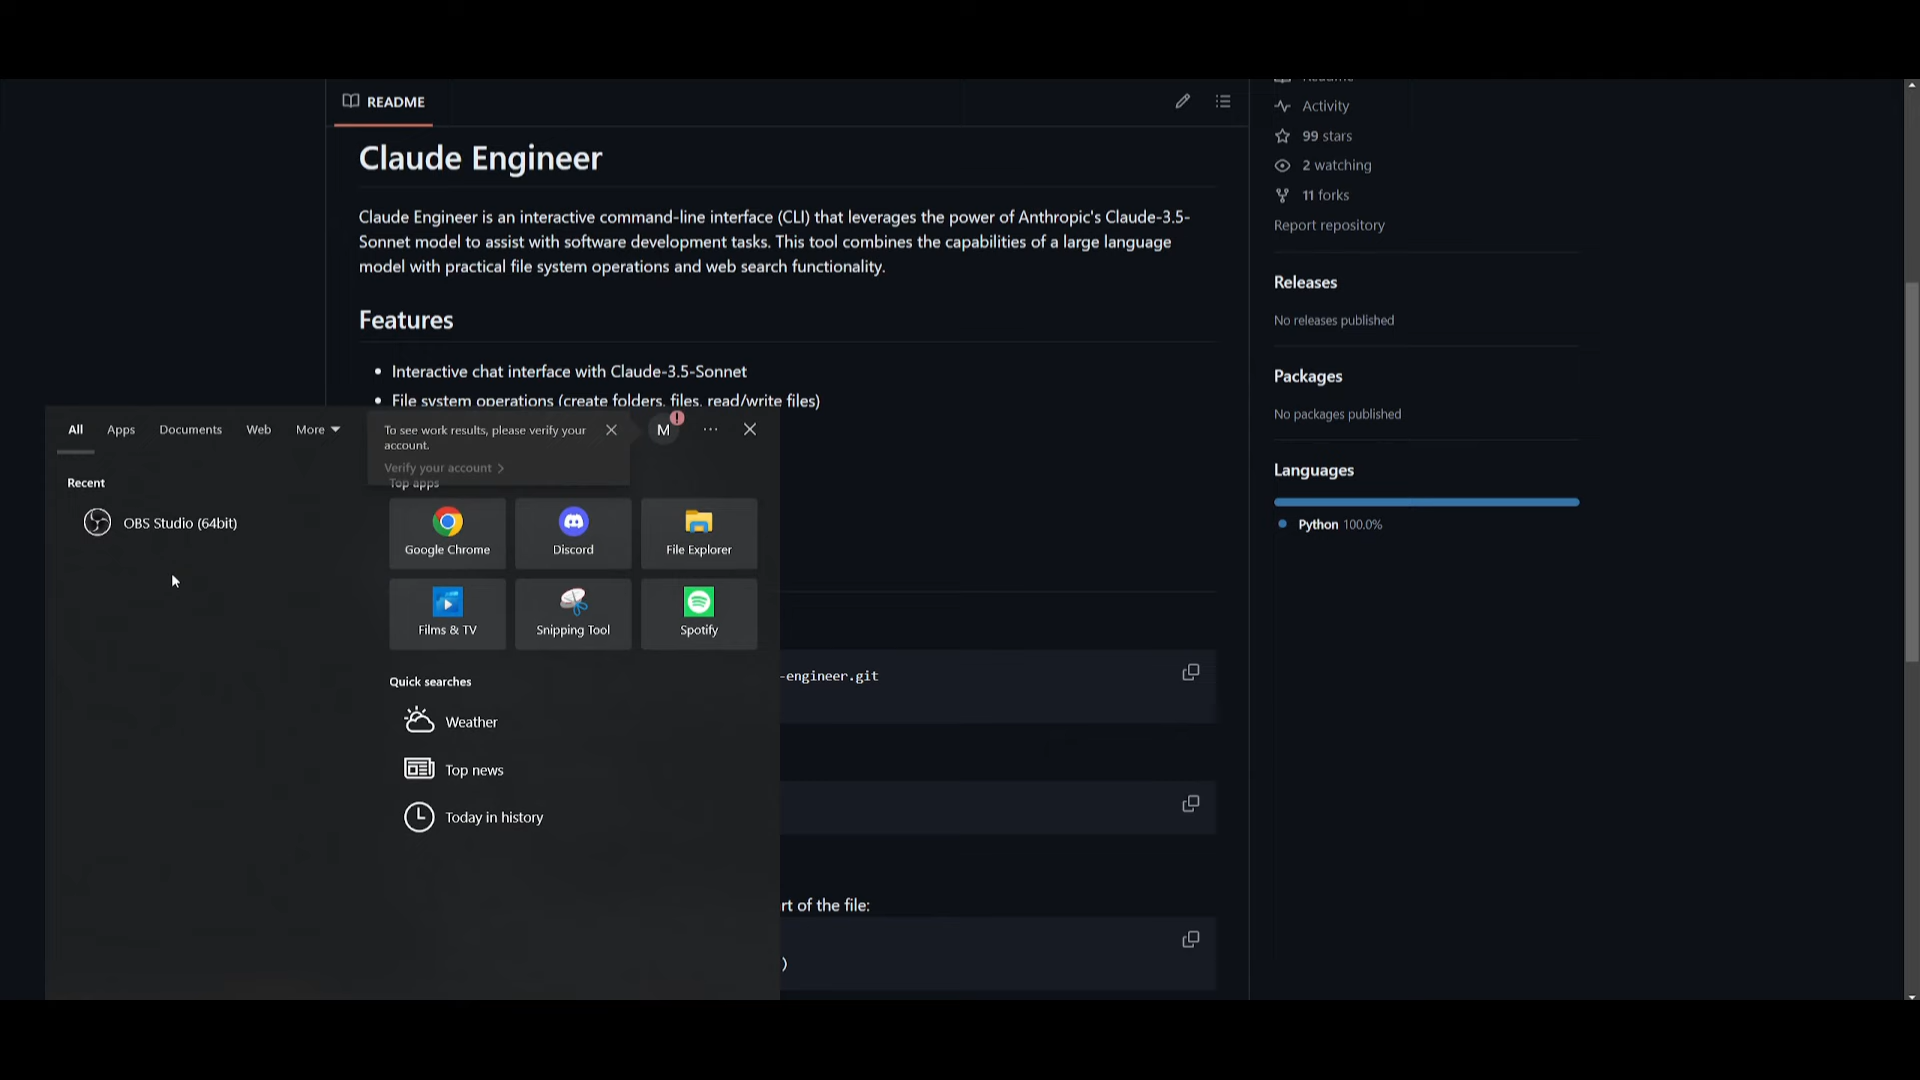 README
Claude Engineer
Claude Engineer is an interactive command-line interface (CLI) that leverages the power of Anthropic's Claude-3.5-
Sonnet model to assist with software development tasks. This tool combines the capabilities of a large language
model with practical file system operations and web search functionality.
Features
Interactive chat interface with Claude-3.5-Sonnet
File system operations (create folders, files, read/write files)
-engineer.git
rt of the file:
)
Readme
Activity
99 stars
2 watching
11 forks
Report repository
Releases
No releases published
Packages
No packages published
Languages
Python 100.0%
All
Apps
Documents
Web
More
To see work results, please verify your
account.
Verify your account
M
Recent
OBS Studio (64bit)
Top apps
Google Chrome
Discord
File Explorer
Films & TV
Snipping Tool
Spotify
Quick searches
Weather
Top news
Today in history